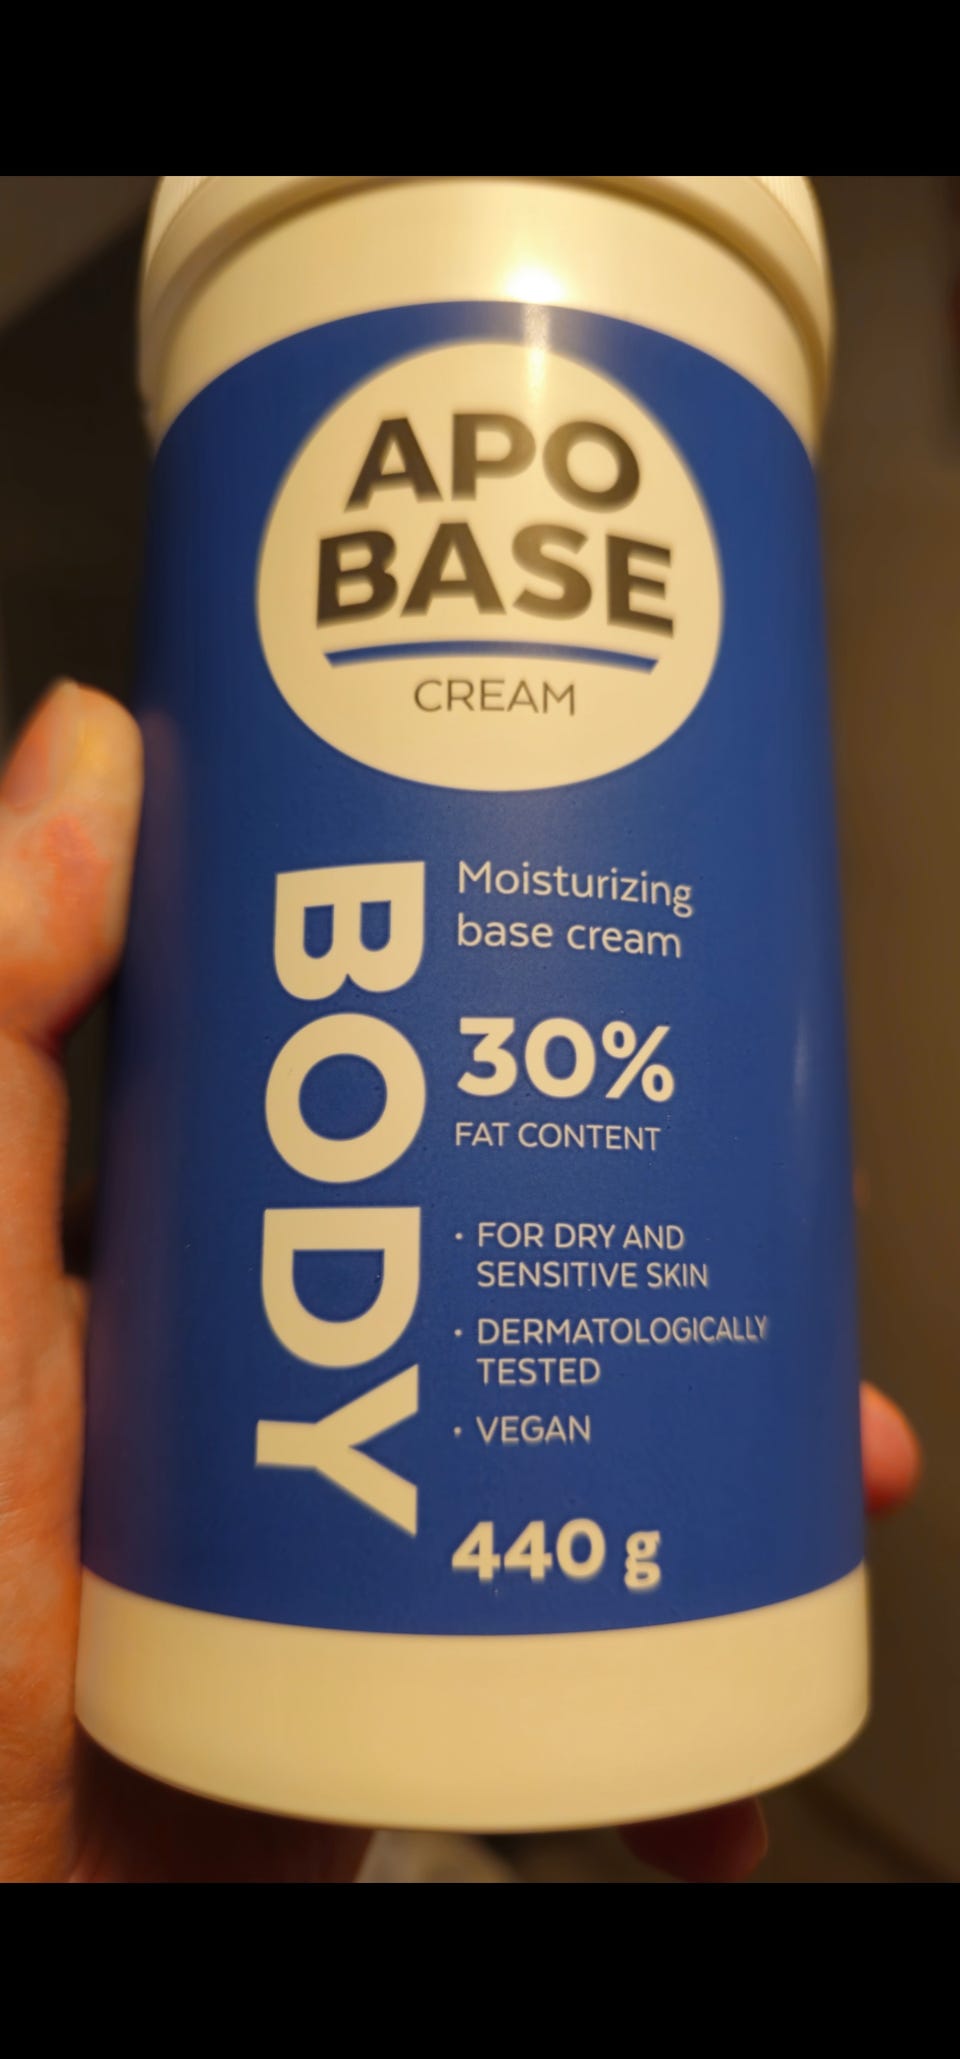 APO
BASE
CREAM
BODY
Moisturizing
base cream
30%
FAT CONTENT
• FOR DRY AND
SENSITIVE SKIN
• DERMATOLOGICALLY
TESTED
• VEGAN
440 g